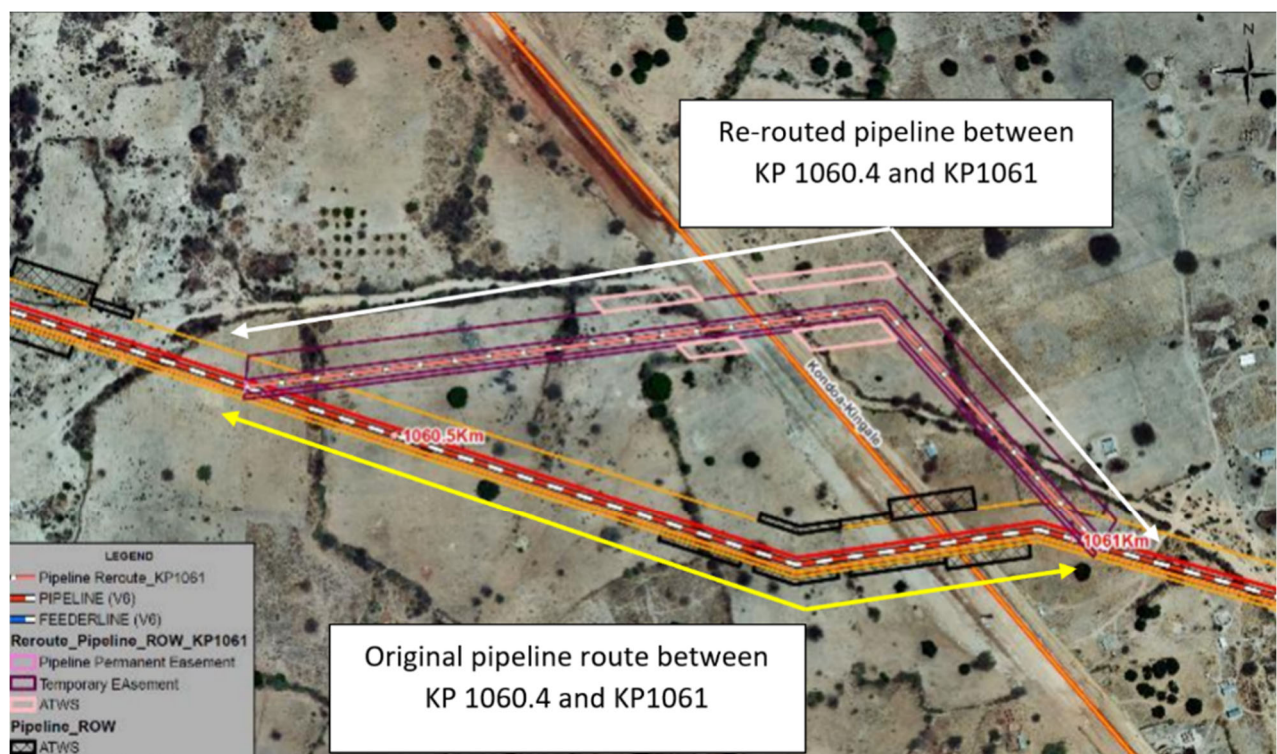 N
Re-routed pipeline between
KP 1060.4 and KP1061
Kondoa-Kingale
1060.5Km
1061Km
LEGEND
Pipeline Reroute_KP1061
PIPELINE (V6)
FEEDERLINE (V6)
Reroute_Pipeline_ROW_KP1061
Pipeline Permanent Easement
Temporary EAsement
ATWS
Pipeline_ROW
ATWS
Original pipeline route between
KP 1060.4 and KP1061